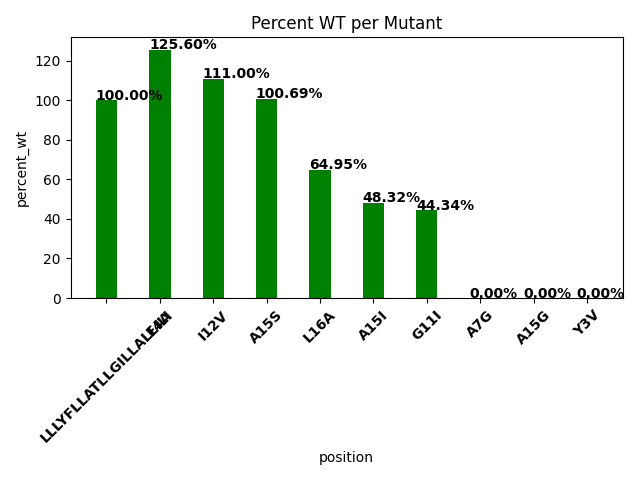 Percent WT per Mutant
125.60%
111.00%
100.00%
100.69%
64.95%
48.32%
44.34%
0.00% 0.00% 0.00%
120
100
80
60
40
20
0
percent_wt
I12V A15S L16A A15I G11I A7G A15G Y3V
position